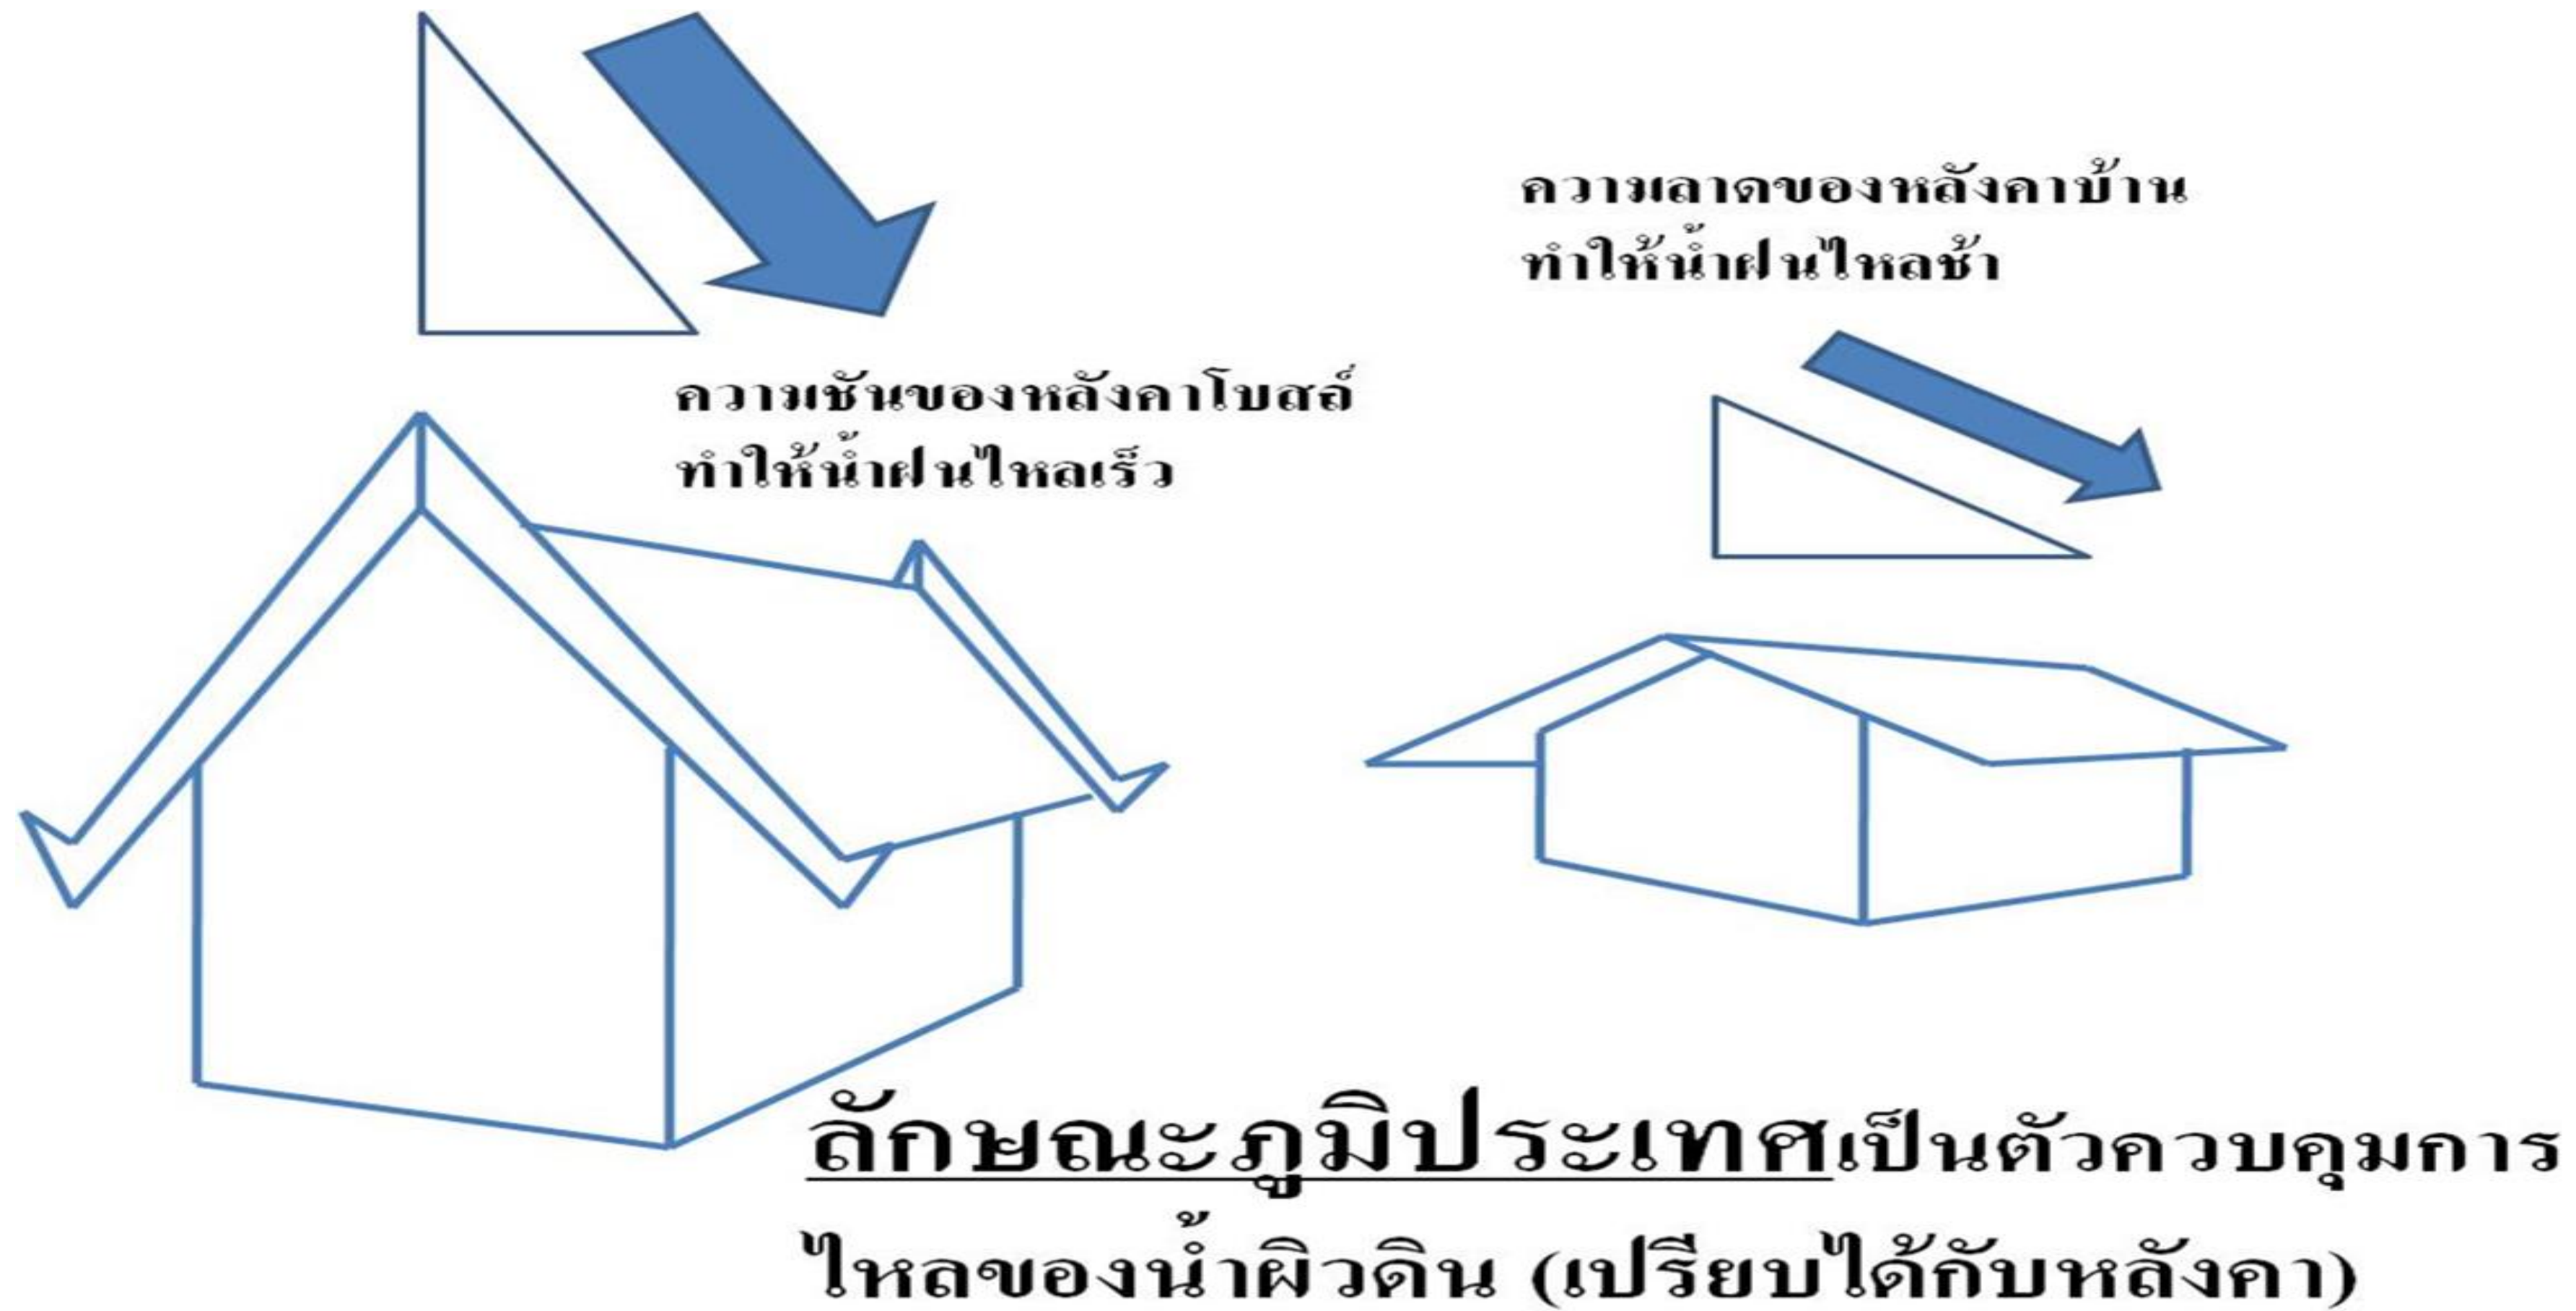 ความลาดของหลังคาบ้าน
ทำให้น้ำฝนไหลช้า
ความชันของหลังคาโบสถ์
ทำให้น้ำฝนไหลเร็ว
ลักษณะภูมิประเทศเป็นตัวควบคุมการ
ไหลของน้ำผิวดิน (เปรียบได้กับหลังคา)